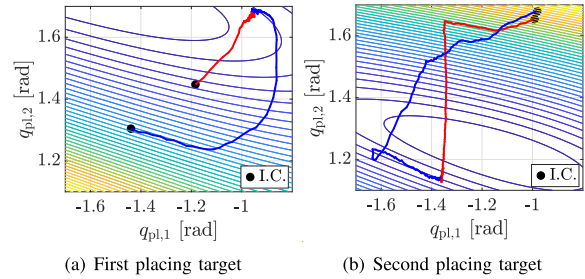 a
b
1.6
1.4
1.2
q_pl,2 [rad]
-1.6 -1.4 -1.2 -1
q_pl,1 [rad]
I.C.
1.6
1.4
1.2
q_pl,2 [rad]
-1.6 -1.4 -1.2 -1
q_pl,1 [rad]
I.C.
(a) First placing target
(b) Second placing target